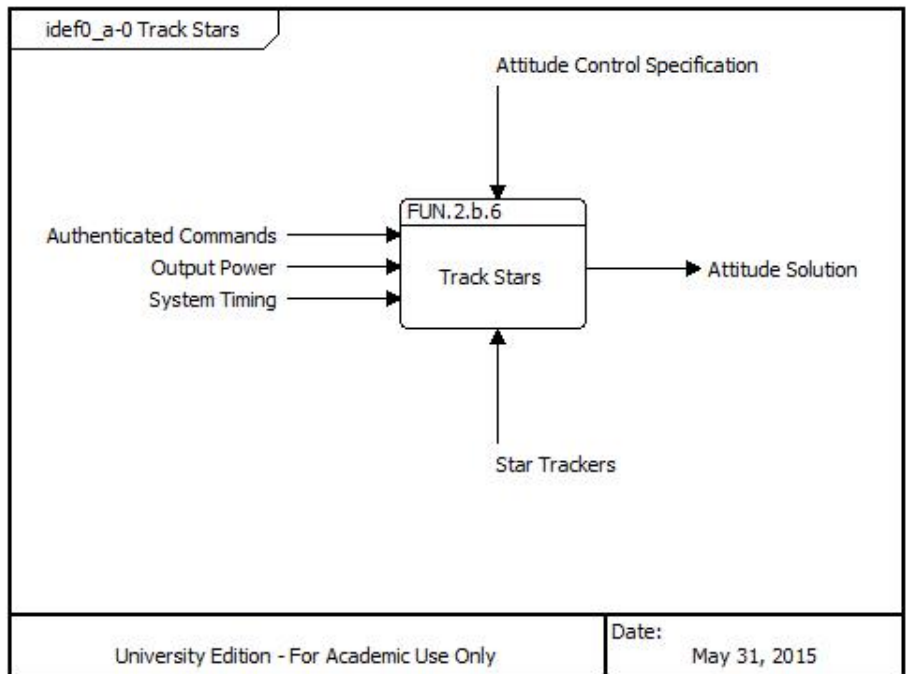 idef0_a-0 Track Stars
Attitude Control Specification
FUN.2.b.6
Authenticated Commands
Output Power
Track Stars
Attitude Solution
System Timing
Star Trackers
University Edition - For Academic Use Only
Date:
May 31, 2015